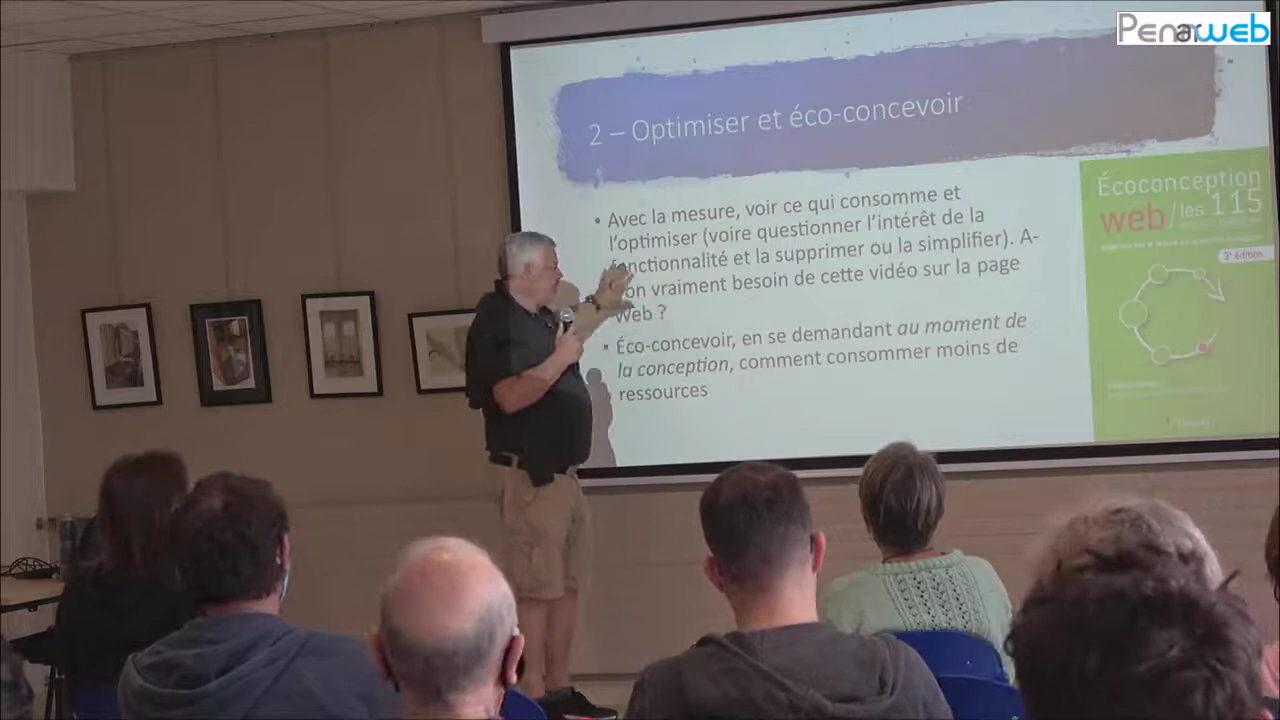 Penarweb
2 – Optimiser et éco-concevoir
• Avec la mesure, voir ce qui consomme et
l'optimiser (voire questionner l'intérêt de la
fonctionnalité et la supprimer ou la simplifier). A-
on vraiment besoin de cette vidéo sur la page
web ?
• Éco-concevoir, en se demandant au moment de
la conception, comment consommer moins de
ressources
Écoconception
web / les 115
3e édition